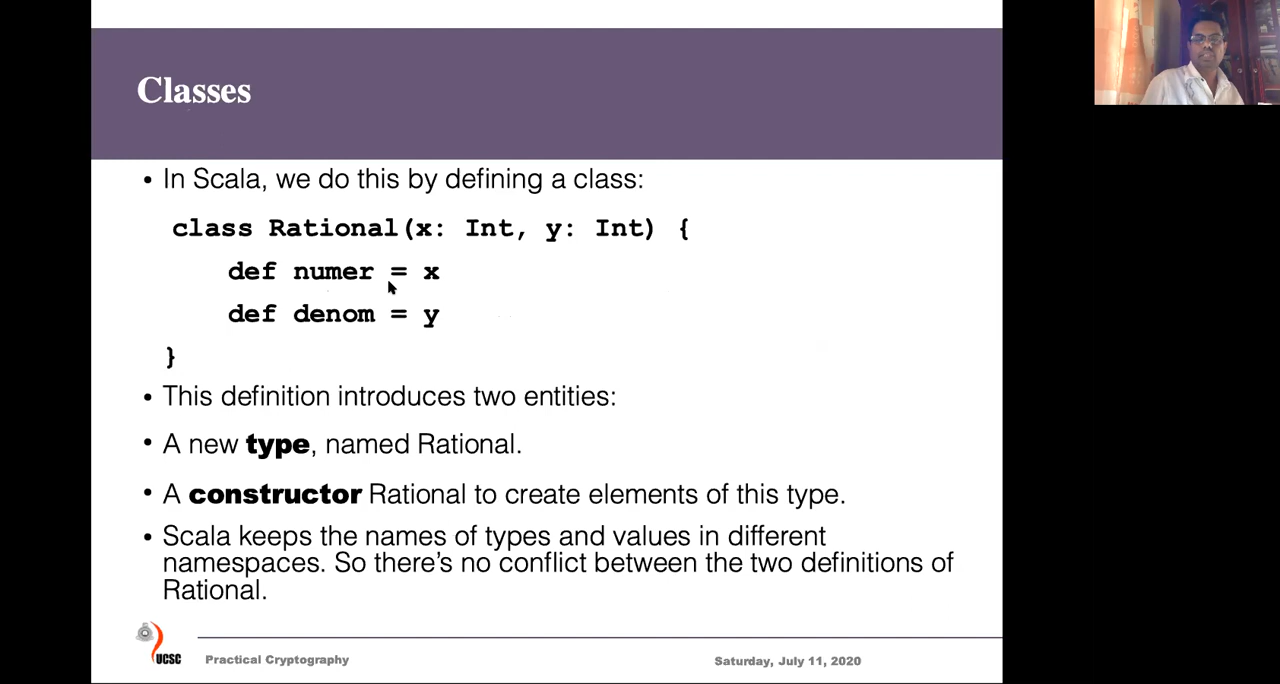 Classes
• In Scala, we do this by defining a class:
class Rational(x: Int, y: Int) {
def numer = x
def denom = y
}
• This definition introduces two entities:
• A new type, named Rational.
• A constructor Rational to create elements of this type.
• Scala keeps the names of types and values in different
namespaces. So there’s no conflict between the two definitions of
Rational.
UCSC
Practical Cryptography
Saturday, July 11, 2020